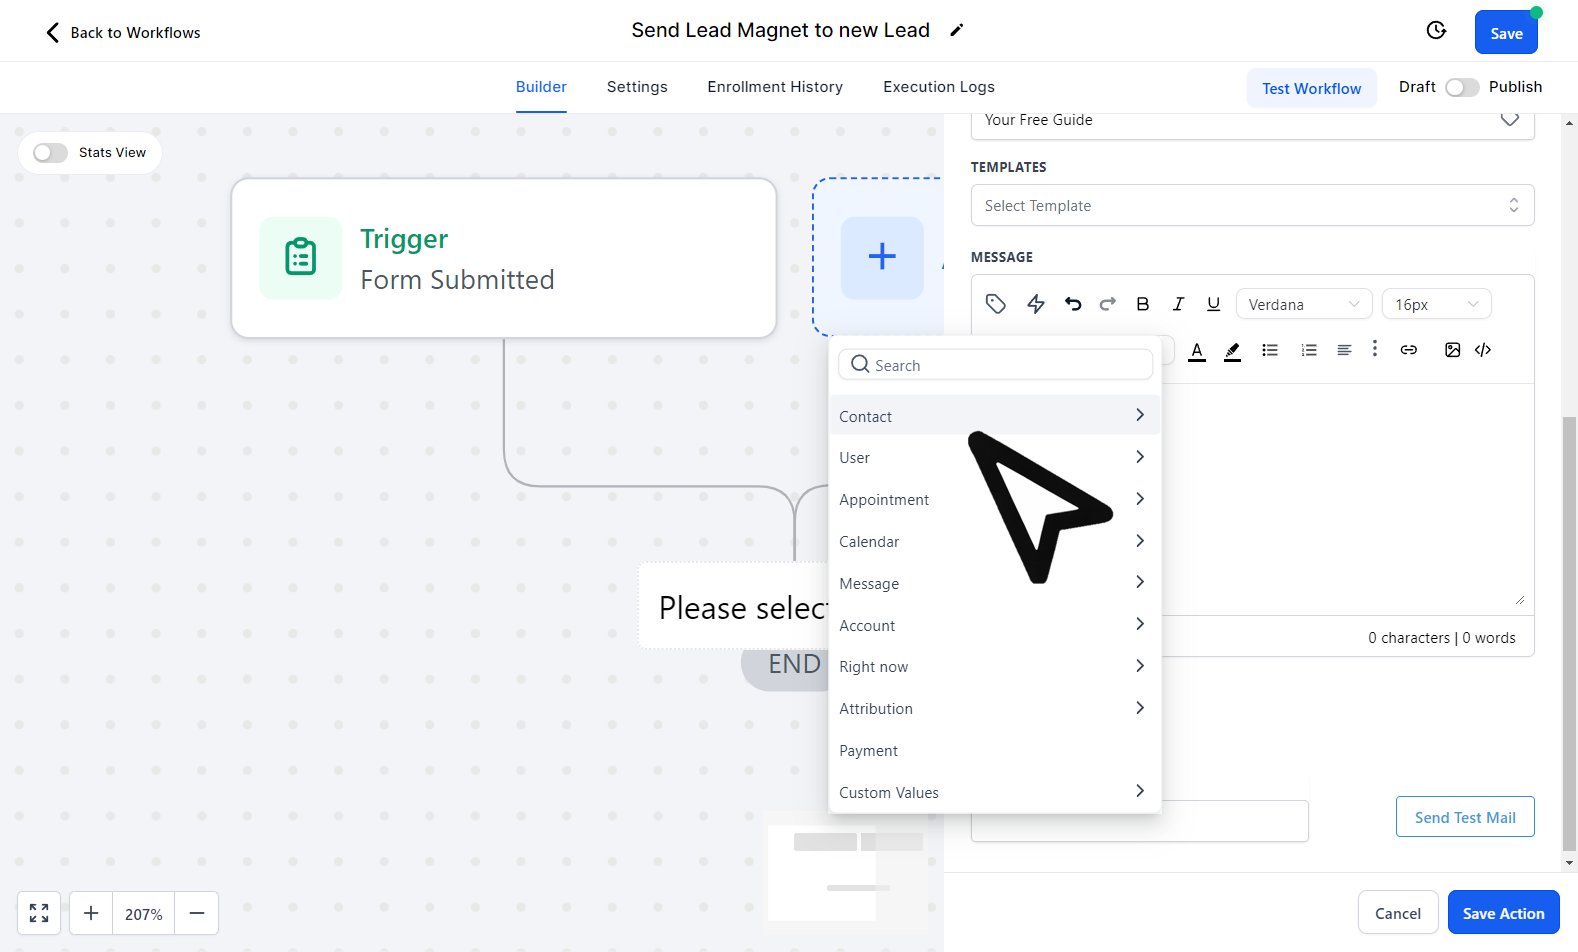 Back to Workflows
Send Lead Magnet to new Lead
Save
Builder
Settings
Enrollment History
Execution Logs
Test Workflow
Draft
Publish
Stats View
Your Free Guide
TEMPLATES
Select Template
MESSAGE
Verdana
16px
Trigger
Form Submitted
Search
Contact
User
Appointment
Calendar
Message
Account
Right now
Attribution
Payment
Custom Values
Please select
END
0 characters | 0 words
Send Test Mail
207%
Cancel
Save Action